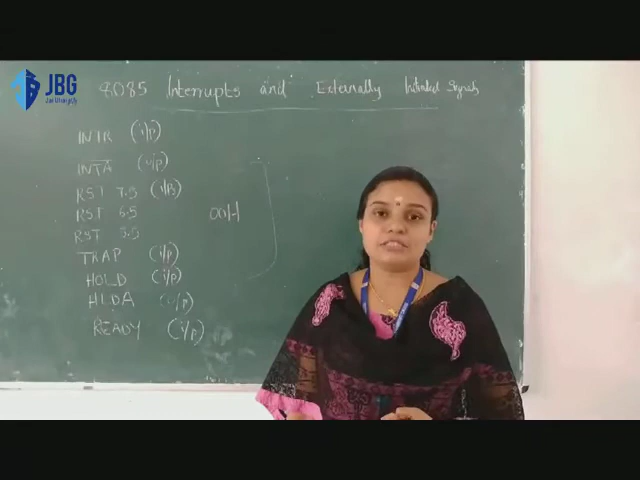 JBG
8085 Interrupts and Externally Initiated Signals
INTR (i/p)
INTA (o/p)
RST 7.5 (i/p)
RST 6.5
RST 5.5
TRAP (i/p)
HOLD (i/p)
HLDA (o/p)
READY (i/p)